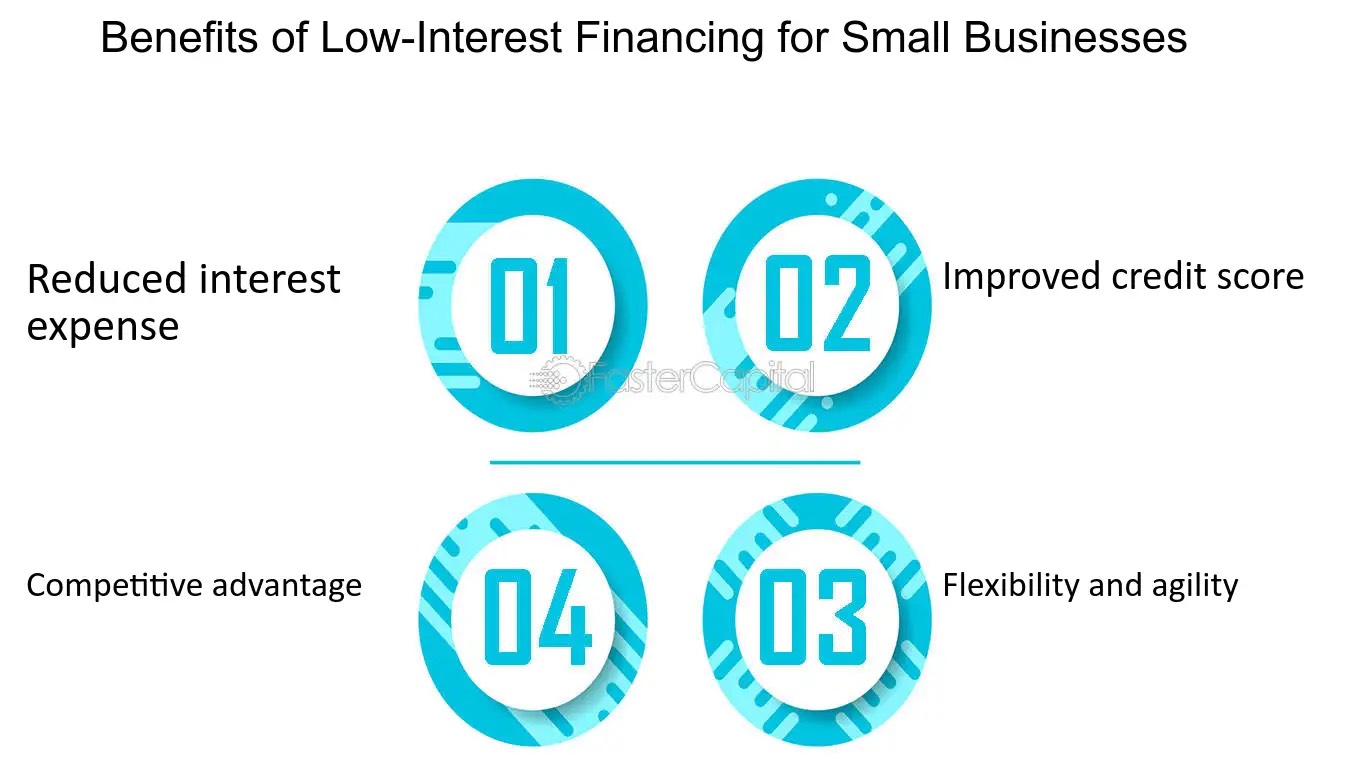 Benefits of Low-Interest Financing for Small Businesses
Reduced interest
expense
01
02
Improved credit score
FasterCapital
Competitive advantage
04
03
Flexibility and agility